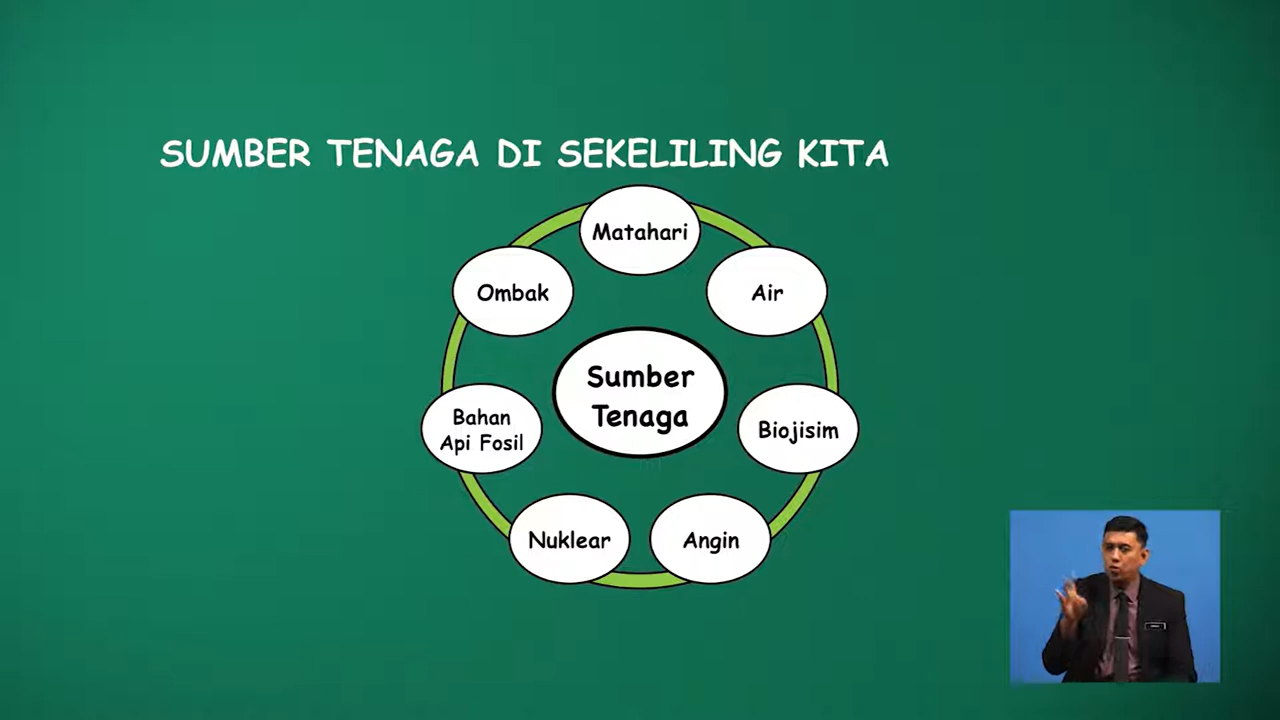 SUMBER TENAGA DI SEKELILING KITA
Matahari
Ombak
Air
Sumber
Tenaga
Bahan
Api Fosil
Biojisim
Nuklear
Angin